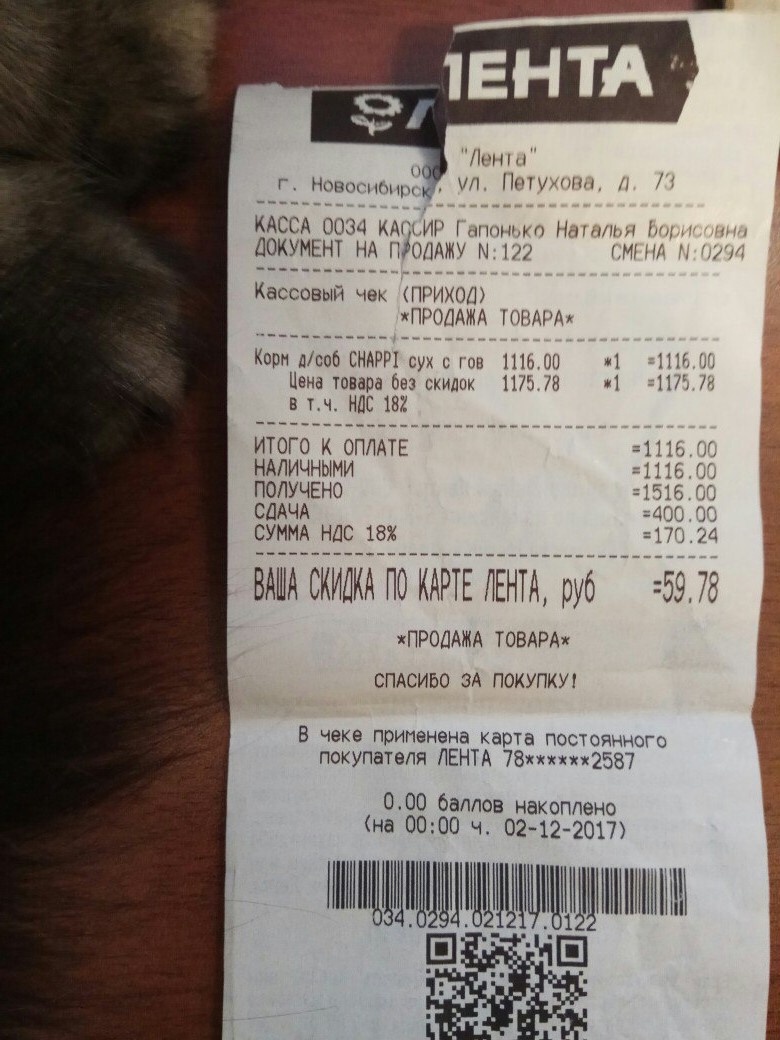 ЛЕНТА
ООО "Лента"
г. Новосибирск, ул. Петухова, д. 73
КАССА 0034 КАССИР Гапонько Наталья Борисовна
ДОКУМЕНТ НА ПРОДАЖУ N:122 СМЕНА N:0294
Кассовый чек (ПРИХОД)
*ПРОДАЖА ТОВАРА*
Корм д/соб CHAPPI сух с гов 1116.00 *1 =1116.00
Цена товара без скидок 1175.78 *1 =1175.78
в т.ч. НДС 18%
ИТОГО К ОПЛАТЕ =1116.00
НАЛИЧНЫМИ =1116.00
ПОЛУЧЕНО =1516.00
СДАЧА =400.00
СУММА НДС 18% =170.24
ВАША СКИДКА ПО КАРТЕ ЛЕНТА, руб =59.78
*ПРОДАЖА ТОВАРА*
СПАСИБО ЗА ПОКУПКУ!
В чеке применена карта постоянного
покупателя ЛЕНТА 78******2587
0.00 баллов накоплено
(на 00:00 ч. 02-12-2017)
034.0294.021217.0122